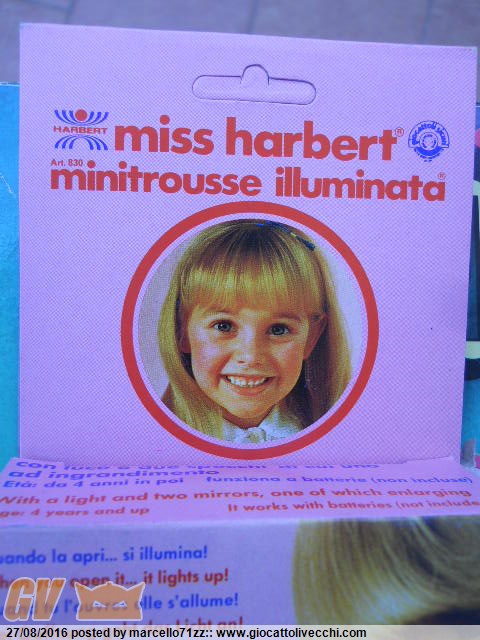 HARBERT
miss harbert®
Art. 830
minitrousse illuminata®
ad ingrandimento
Età: da 4 anni in poi funziona a batterie (non incluse)
With a light and two mirrors, one of which enlarging
age: 4 years and up It works with batteries (not include
uando la apri... si illumina!
open it... it lights up!
elle s'allume!
GV
27/08/2016 posted by marcello71zz:: www.giocattolivecchi.com